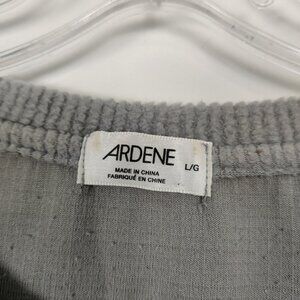 ARDENE
L/G
MADE IN CHINA
FABRIQUÉ EN CHINE